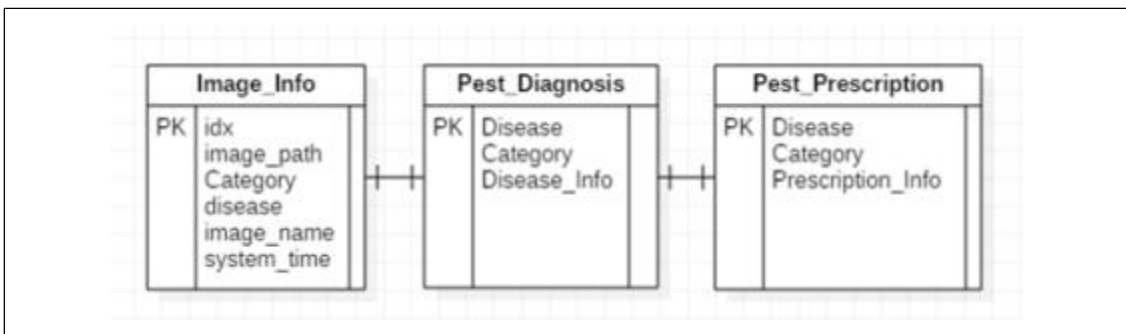 Image_Info
PK idx
image_path
Category
disease
image_name
system_time
Pest_Diagnosis
PK Disease
Category
Disease_Info
Pest_Prescription
PK Disease
Category
Prescription_Info